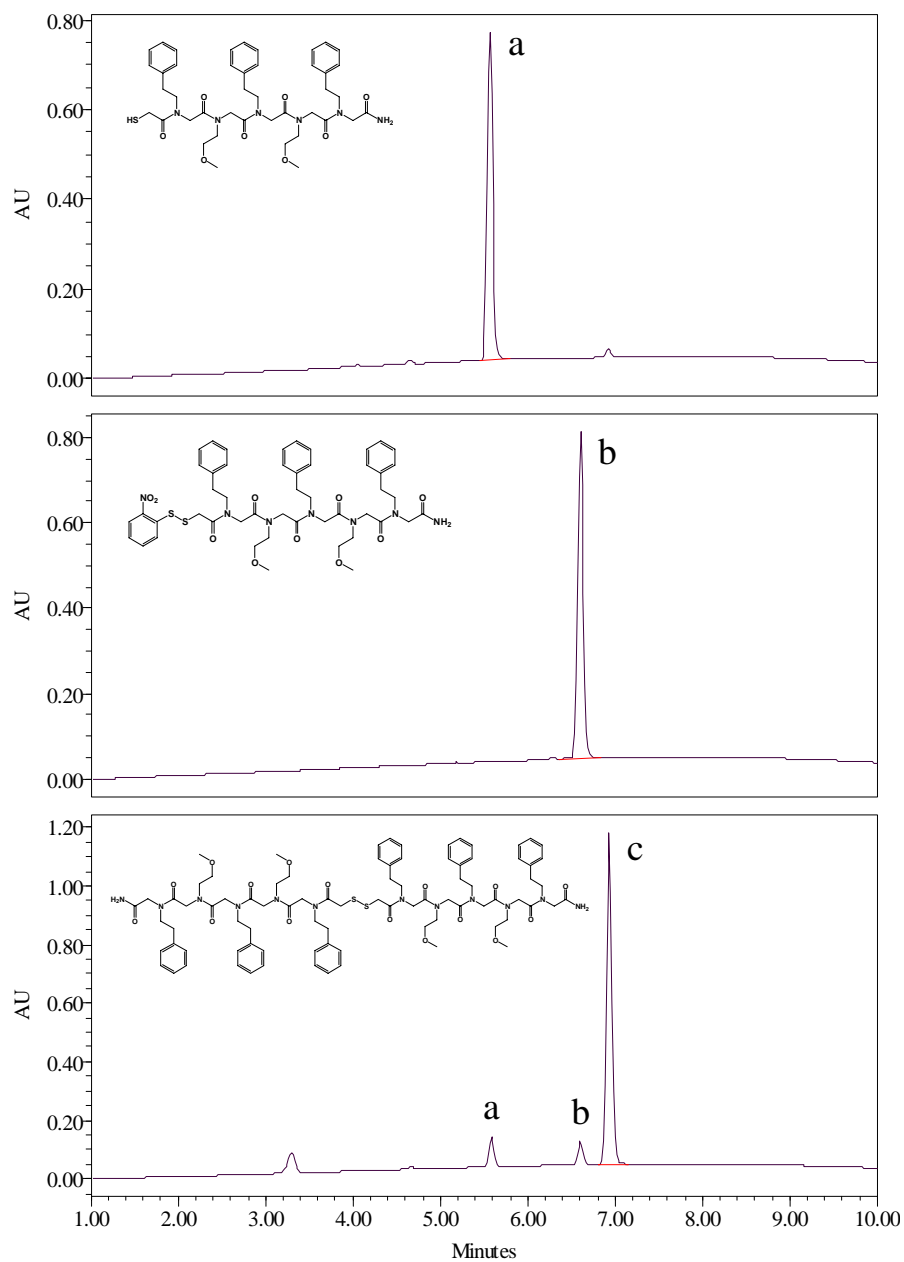 0.80
a
0.60
0.40
0.20
0.00
AU
HS
O
N
O
N
O
O
N
O
N
O
O
N
O
NH2
O
O
0.80
b
0.60
0.40
0.20
0.00
AU
NO2
S
S
O
N
O
N
O
O
N
O
N
O
O
N
O
NH2
O
O
1.20
c
1.00
0.80
0.60
0.40
0.20
0.00
AU
H2N
O
N
O
N
O
O
N
O
N
O
O
N
O
S
S
O
N
O
N
O
O
N
O
N
O
O
N
O
NH2
O
O
O
O
a
b
1.00 2.00 3.00 4.00 5.00 6.00 7.00 8.00 9.00 10.00
Minutes